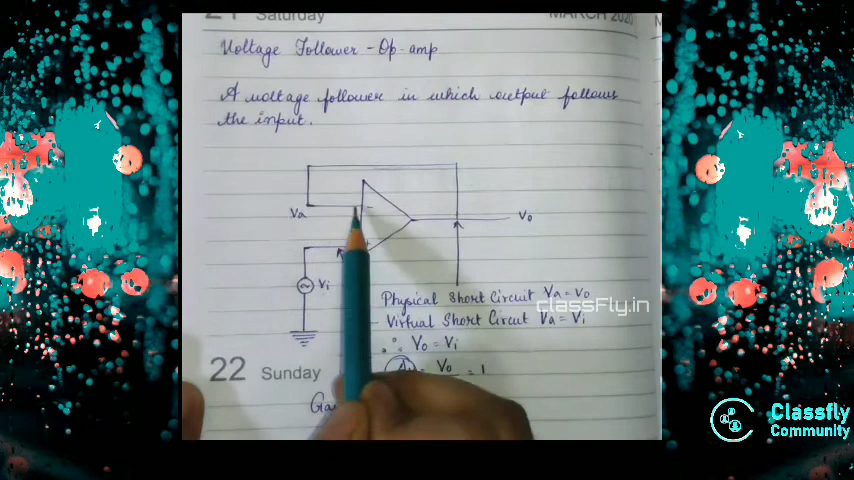 Saturday
MARCH 2020
Voltage Follower - Op-amp
A voltage follower in which output follows
the input.
Va
-
Vo
Vi
Physical Short Circuit Va = Vo
classFly.in
Virtual Short Circuit Va = Vi
∴ Vo = Vi
= Vo = 1
22 Sunday
Classfly
Community